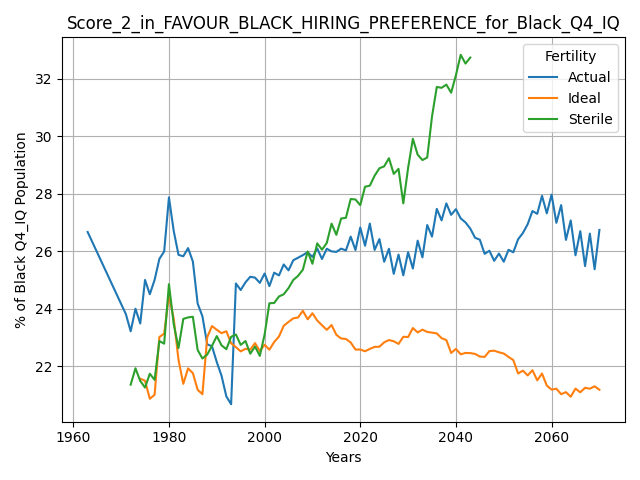 Score_2_in_FAVOUR_BLACK_HIRING_PREFERENCE_for_Black_Q4_IQ
% of Black Q4_IQ Population
32
30
28
26
24
22
Fertility
Actual
Ideal
Sterile
1960 1980 2000 2020 2040 2060
Years